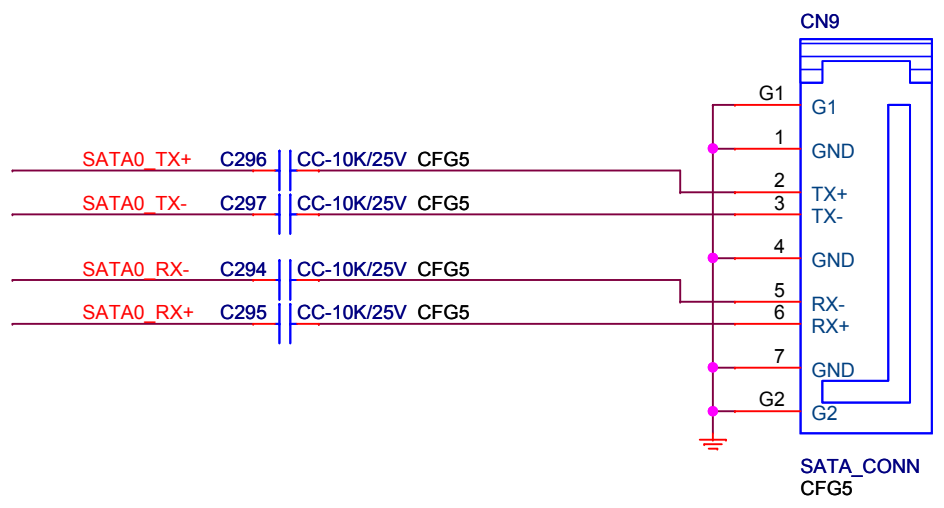 CN9
G1 G1
1 GND
SATA0_TX+ C296 CC-10K/25V CFG5
2 TX+
SATA0_TX- C297 CC-10K/25V CFG5
3 TX-
4 GND
SATA0_RX- C294 CC-10K/25V CFG5
5 RX-
SATA0_RX+ C295 CC-10K/25V CFG5
6 RX+
7 GND
G2 G2
SATA_CONN
CFG5